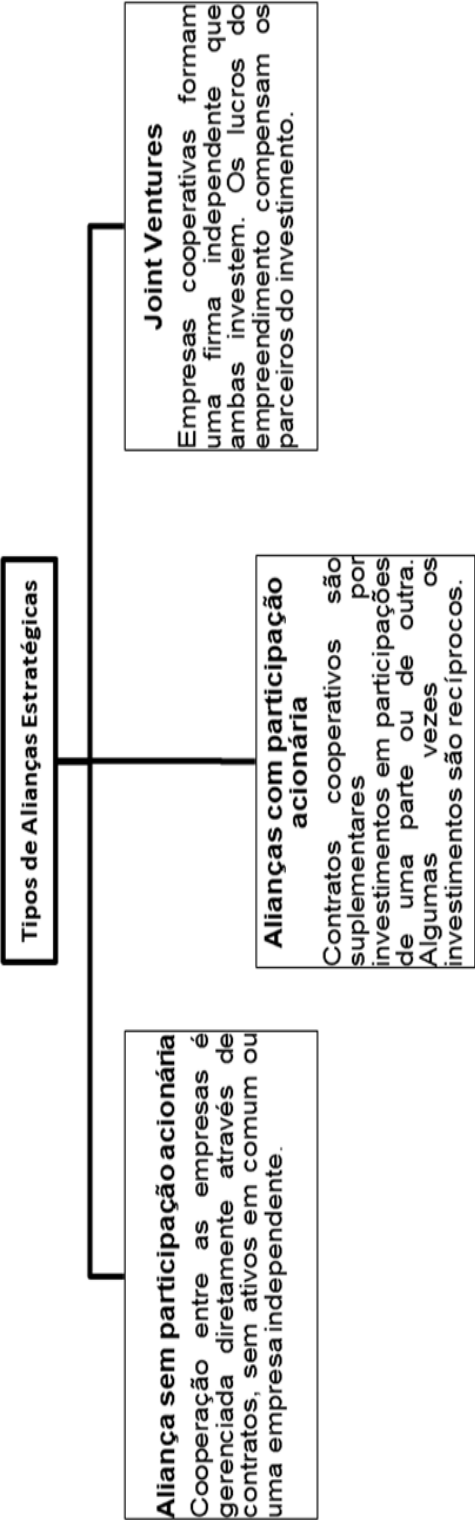 Tipos de Alianças Estratégicas
Aliança sem participação acionária
Cooperação entre as empresas é
gerenciada diretamente através de
contratos, sem ativos em comum ou
uma empresa independente.
Alianças com participação
acionária
Contratos cooperativos são
suplementares por
investimentos em participações
de uma parte ou de outra.
Algumas vezes os
investimentos são recíprocos.
Joint Ventures
Empresas cooperativas formam
uma firma independente que
ambas investem. Os lucros do
empreendimento compensam os
parceiros do investimento.